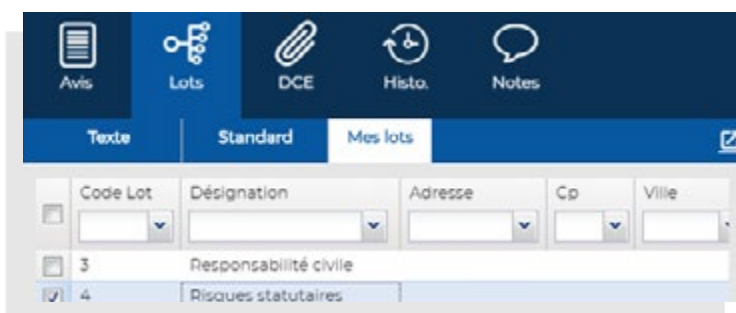 Avis Lots DCE Histo. Notes
Texte Standard Mes lots
Code Lot Désignation Adresse Cp Ville
3 Responsabilité civile
4 Risques statutaires